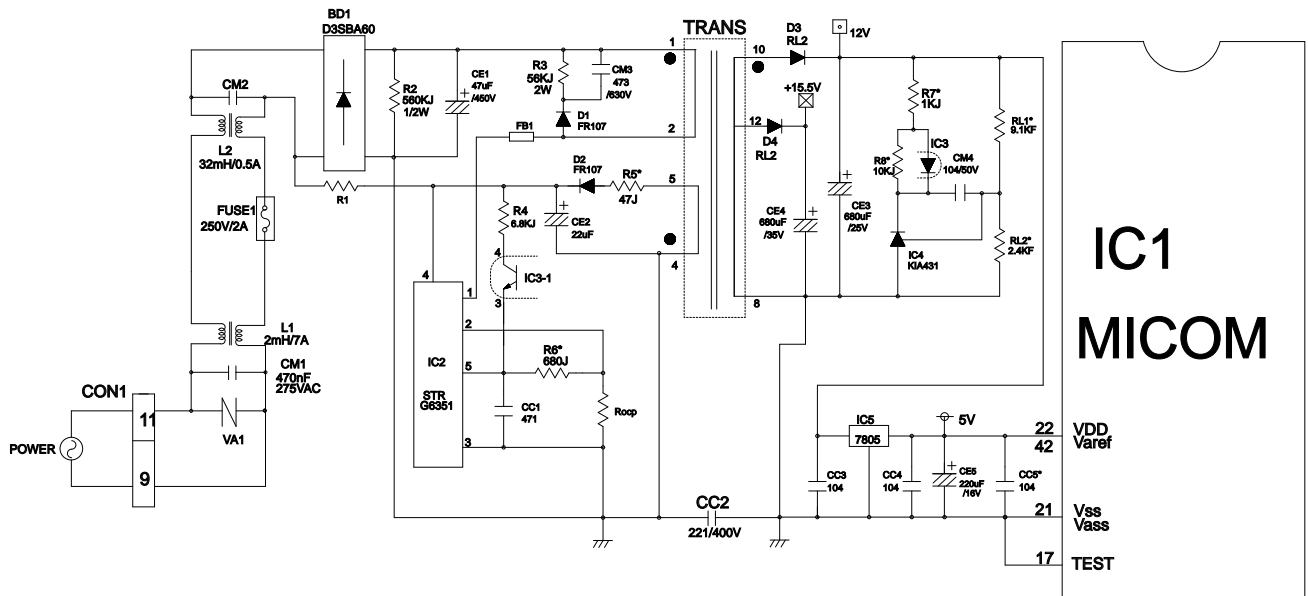 BD1
D3SBA60
TRANS
D3
RL2
12V
1
10
R3
56KJ
2W
CM3
473
/630V
CE1
47uF
/450V
R2
560KJ
1/2W
CM2
+15.5V
R7*
1KJ
RL1*
9.1KF
D1
FR107
FB1
2
12
D4
RL2
IC3
R8*
10KJ
CM4
104/50V
L2
32mH/0.5A
D2
FR107
R5*
47J
5
R1
FUSE1
250V/2A
R4
6.8KJ
CE2
22uF
CE4
680uF
/35V
CE3
680uF
/25V
IC4
KIA431
RL2*
2.4KF
4
4
4
IC3-1
3
8
1
2
5
3
IC2
STR
G6351
R6*
680J
Rocp
CC1
471
L1
2mH/7A
CM1
470nF
275VAC
CON1
11
9
VA1
POWER
CC2
221/400V
IC5
7805
5V
CC3
104
CC4
104
CE5
220uF
/16V
CC5*
104
IC1
MICOM
22 VDD
42 Varef
21 Vss
Vass
17 TEST